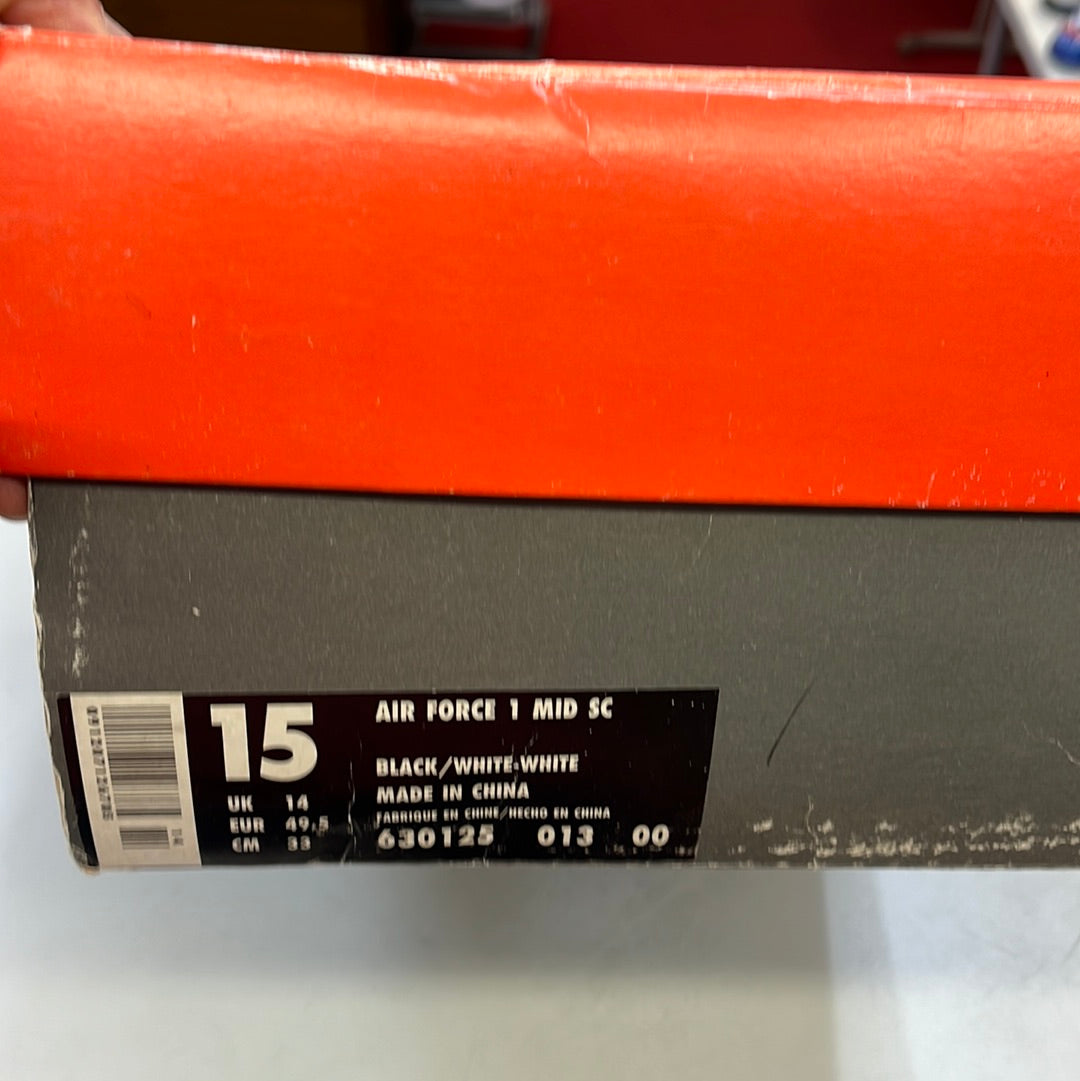 15
UK 14
EUR 49,5
CM 33
AIR FORCE 1 MID SC
BLACK/WHITE-WHITE
MADE IN CHINA
FABRIQUE EN CHINE/HECHO EN CHINA
630125 013 00